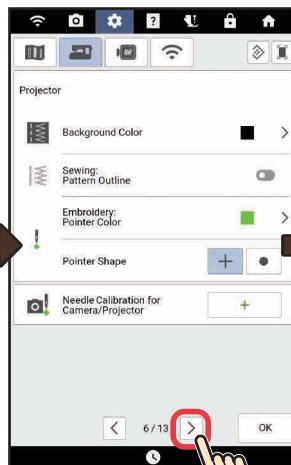 Projector
Background Color
Sewing:
Pattern Outline
Embroidery:
Pointer Color
Pointer Shape
Needle Calibration for
Camera/Projector
6 / 13
OK